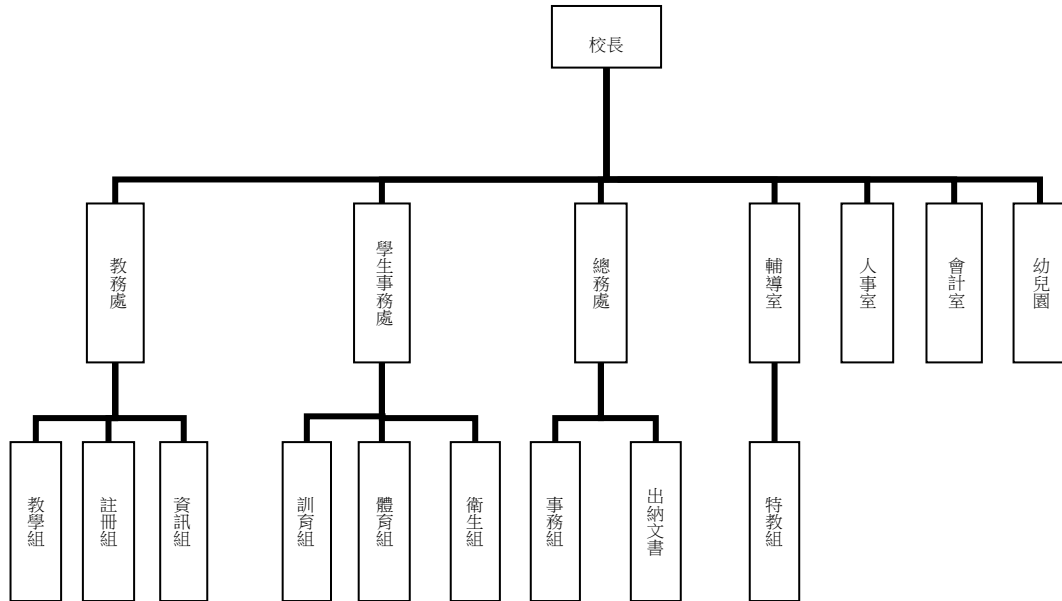 校長
教務處
學生事務處
總務處
輔導室
人事室
會計室
幼兒園
教學組
註冊組
資訊組
訓育組
體育組
衛生組
事務組
出納文書
特教組